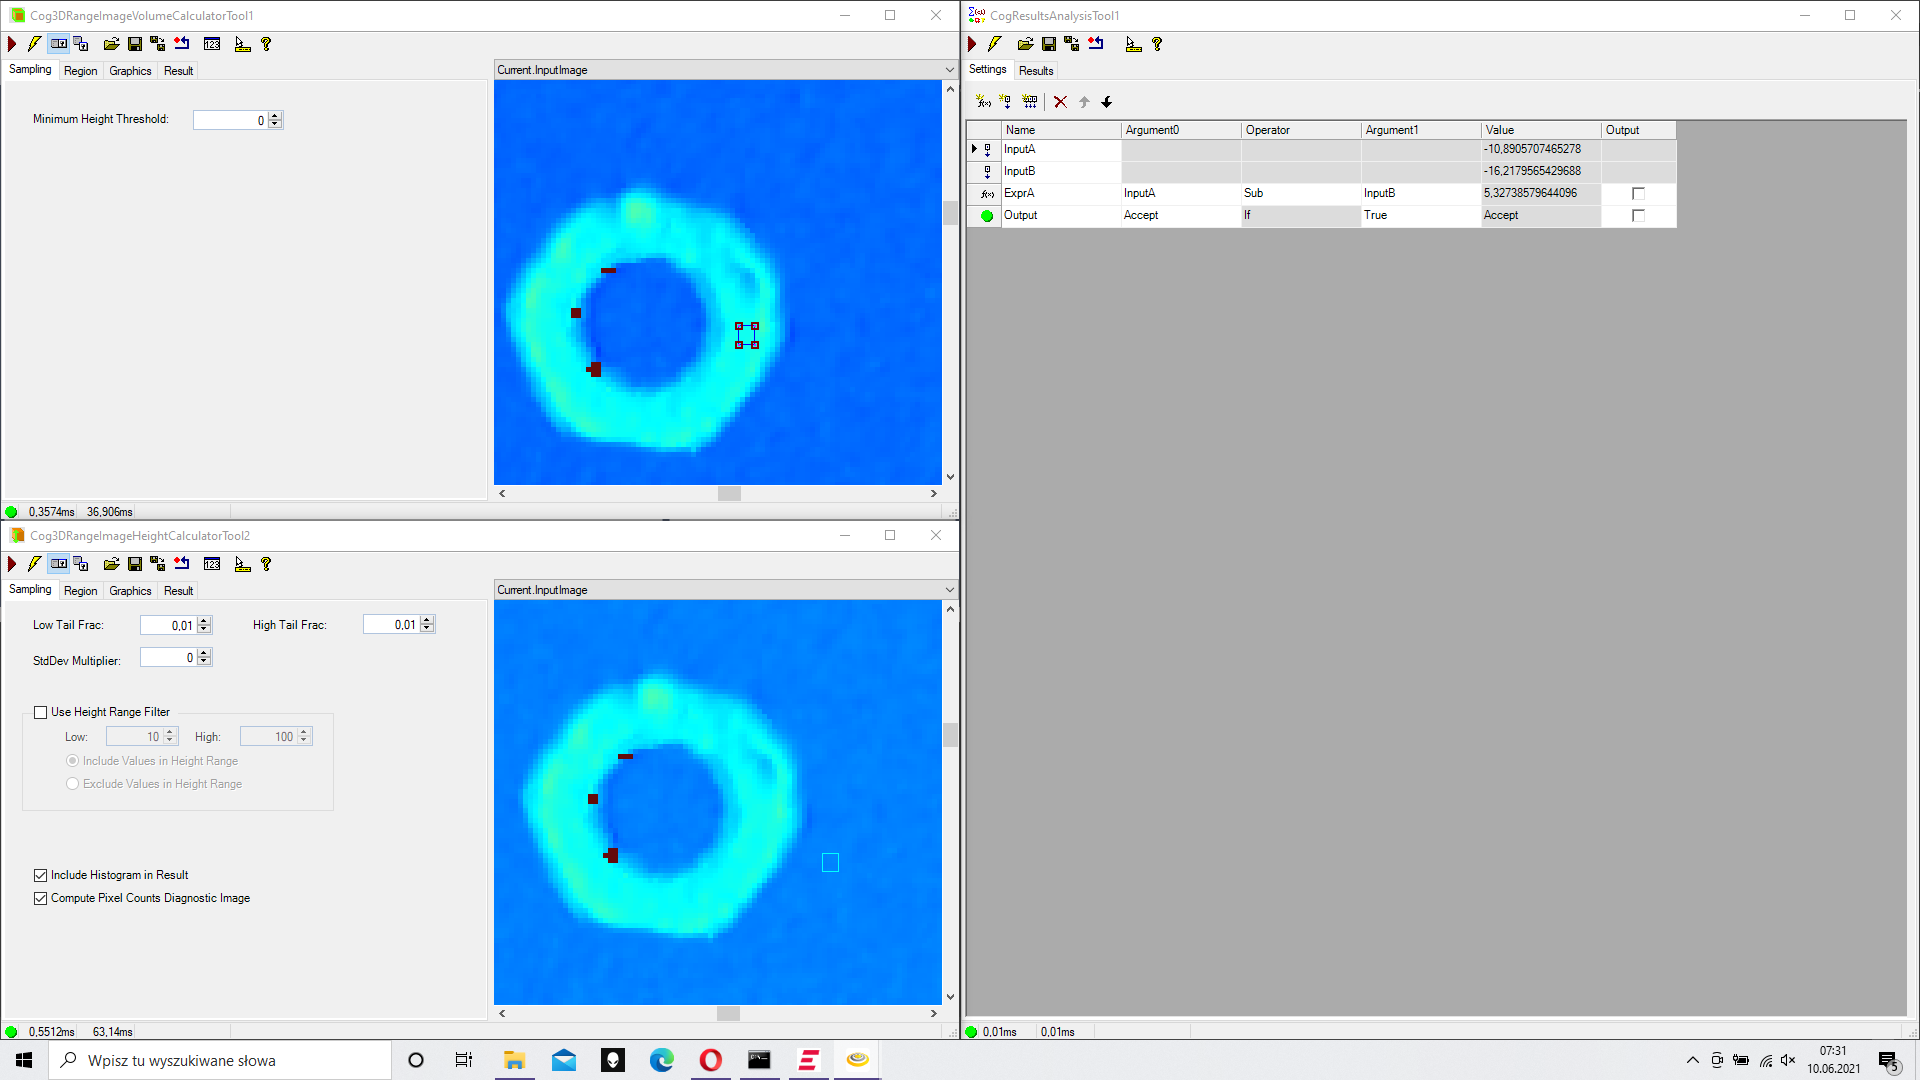 Cog3DRangeImageVolumeCalculatorTool1
Sampling Region Graphics Result
Minimum Height Threshold: 0
Current.InputImage
0,3574ms 36,906ms
Cog3DRangeImageHeightCalculatorTool2
Sampling Region Graphics Result
Low Tail Frac: 0,01 High Tail Frac: 0,01
StdDev Multiplier: 0
Use Height Range Filter
Low: 10 High: 100
Include Values in Height Range
Exclude Values in Height Range
Include Histogram in Result
Compute Pixel Counts Diagnostic Image
Current.InputImage
0,5512ms 63,14ms
CogResultsAnalysisTool1
Settings Results
Name Argument0 Operator Argument1 Value Output
InputA -10,8905707465278
InputB -16,2179565429688
f(x) ExprA InputA Sub InputB 5,32738579644096
Output Accept If True Accept
0,01ms 0,01ms
Wpisz tu wyszukiwane słowa
07:31
10.06.2021
5